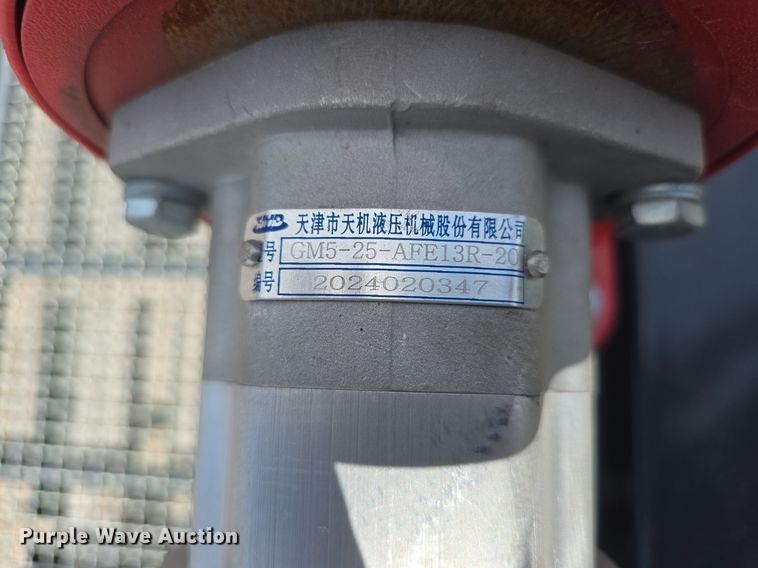 天津市天机液压机械股份有限公司
号 GM5-25-AFE13R-20
编号 2024020347
Purple Wave Auction